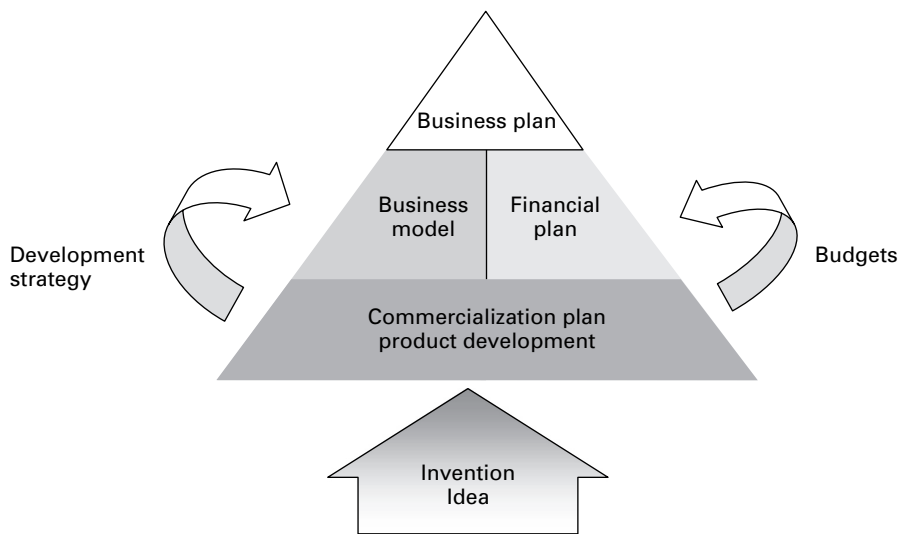 Business plan
Business
model
Financial
plan
Development
strategy
Budgets
Commercialization plan
product development
Invention
Idea